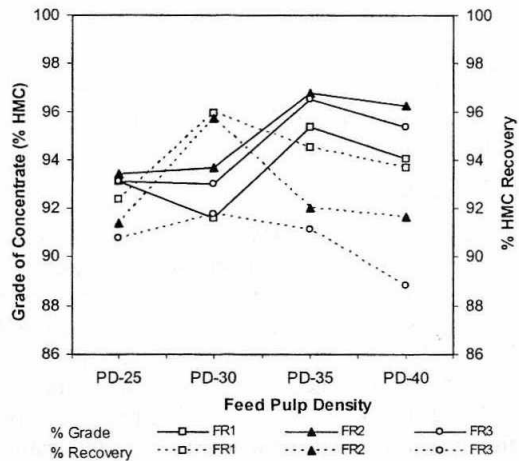 100
98
96
94
92
90
88
86
Grade of Concentrate (% HMC)
100
98
96
94
92
90
88
86
% HMC Recovery
PD-25 PD-30 PD-35 PD-40
Feed Pulp Density
% Grade FR1 FR2 FR3
% Recovery FR1 FR2 FR3